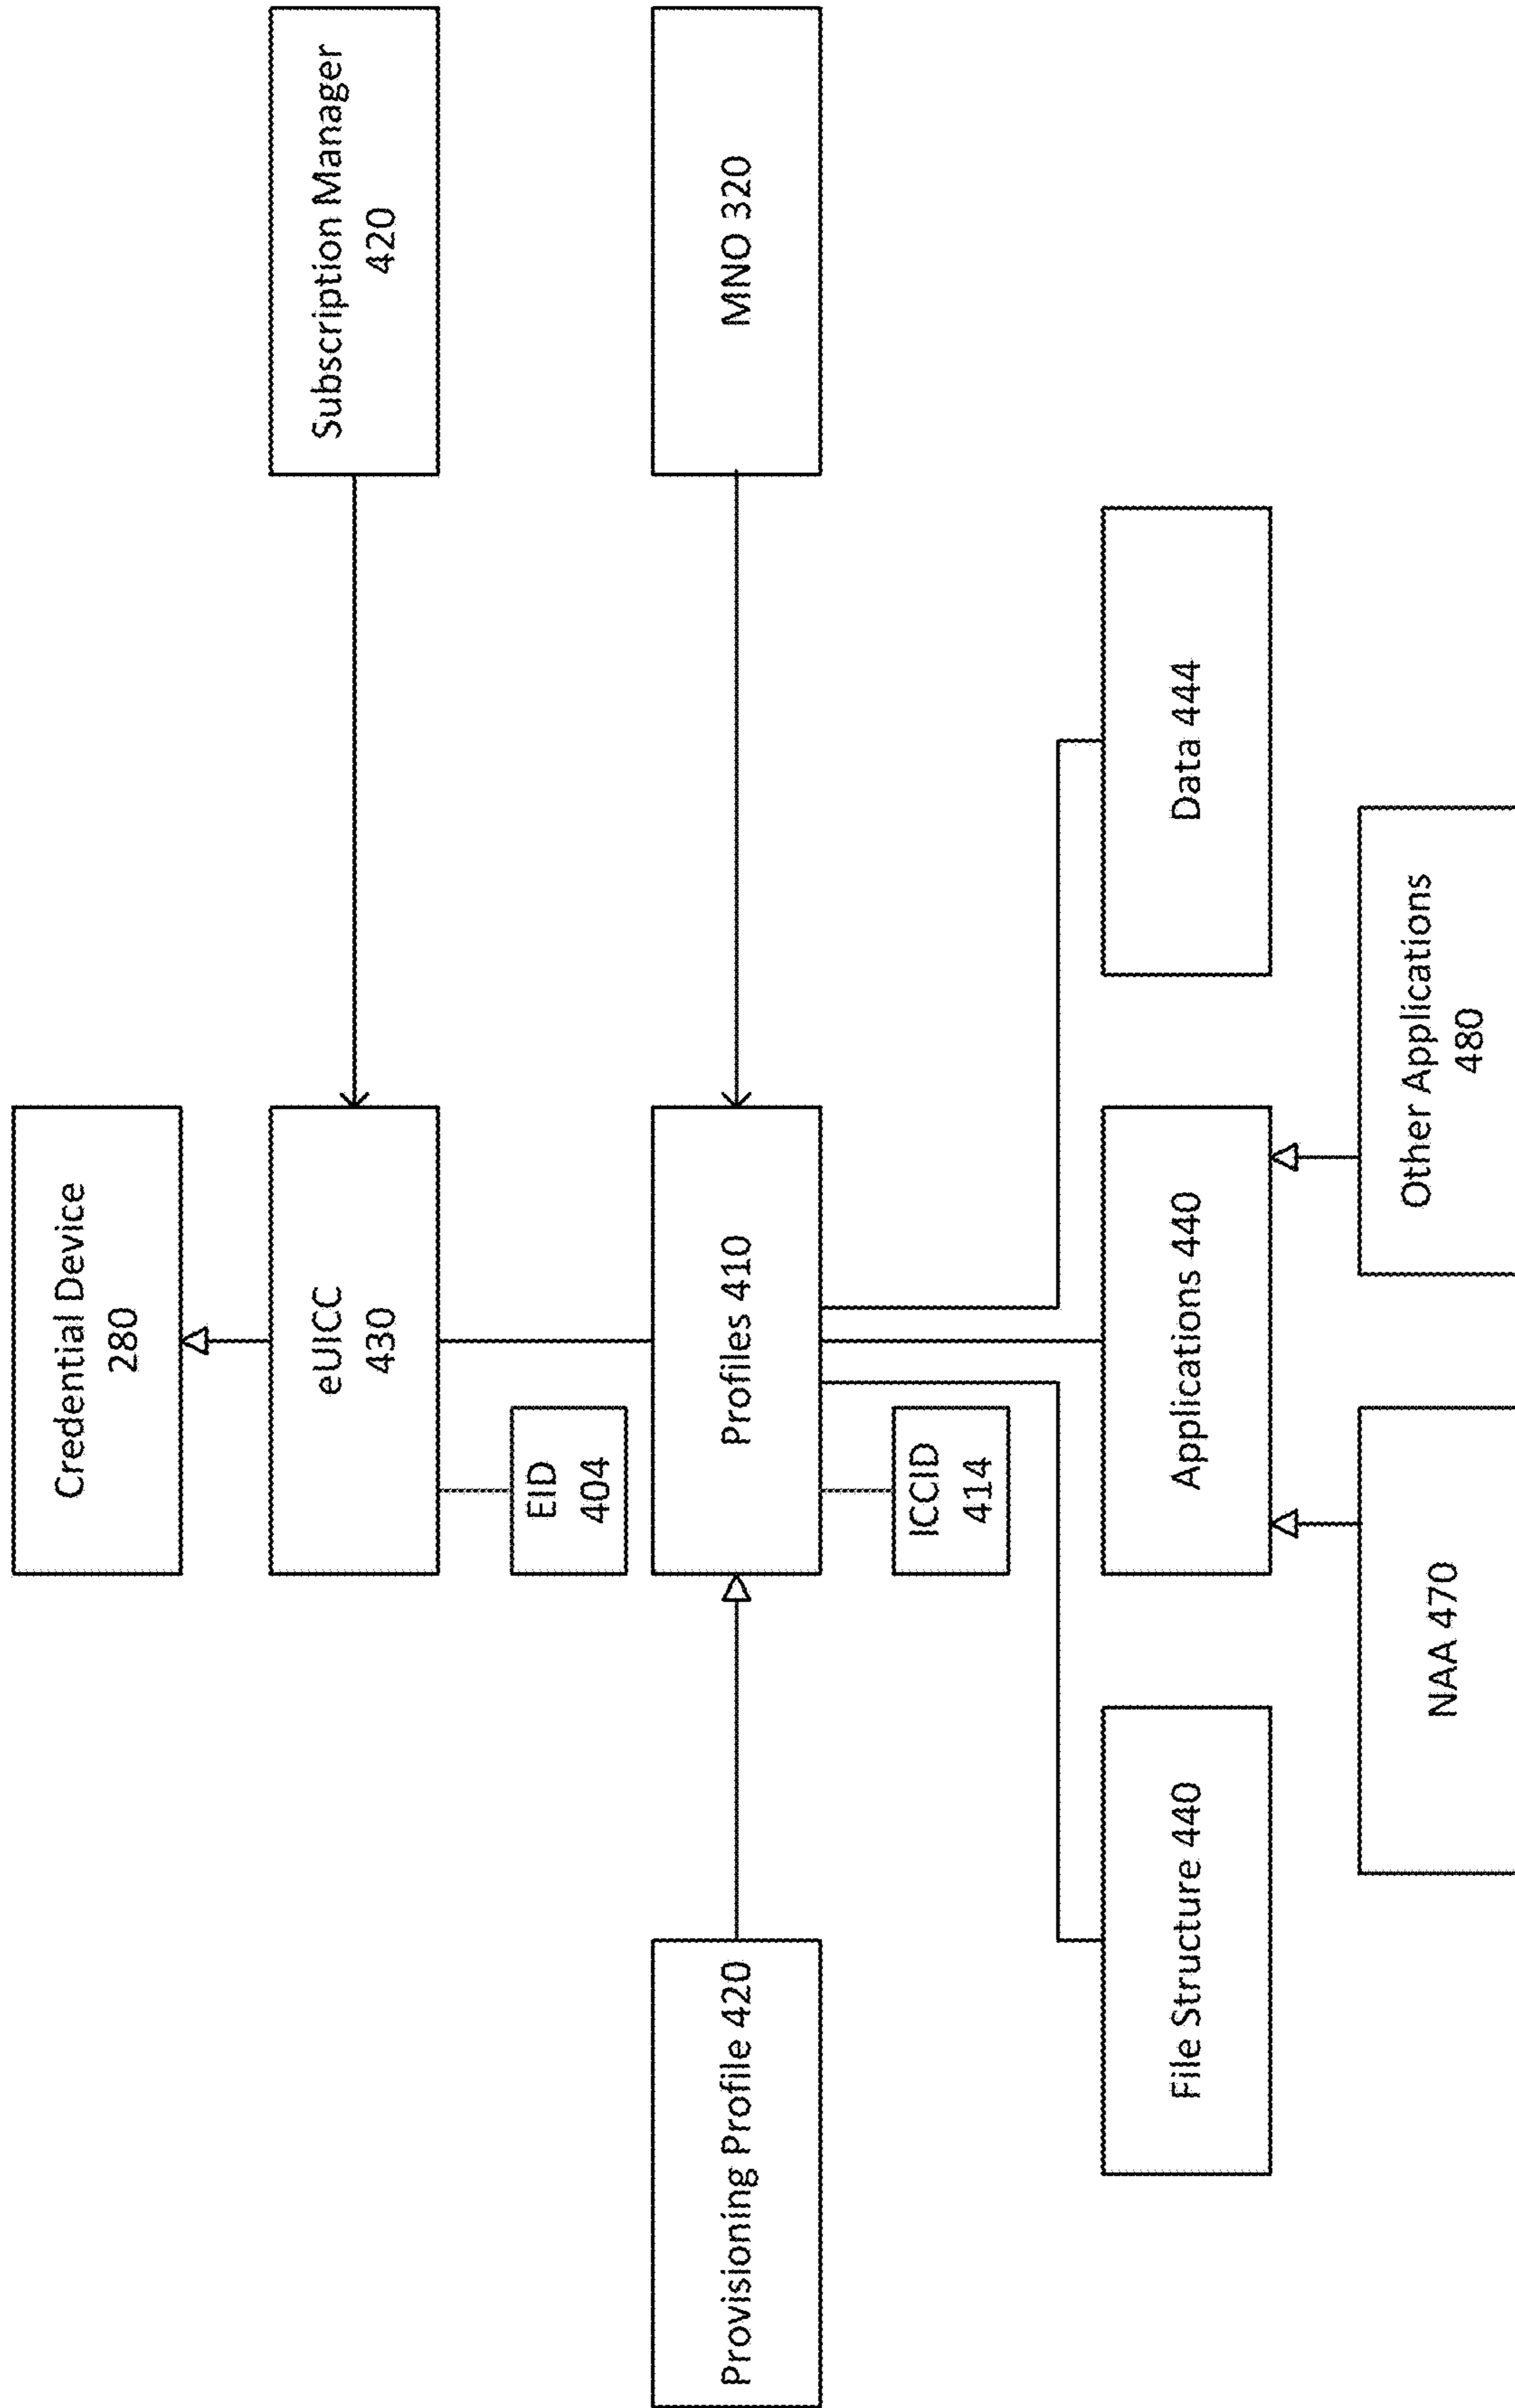 Credential Device
280
eUICC
430
Subscription Manager
420
EID
404
Provisioning Profile 420
Profiles 410
MNO 320
ICCID
414
File Structure 440
Applications 440
Data 444
NAA 470
Other Applications
480